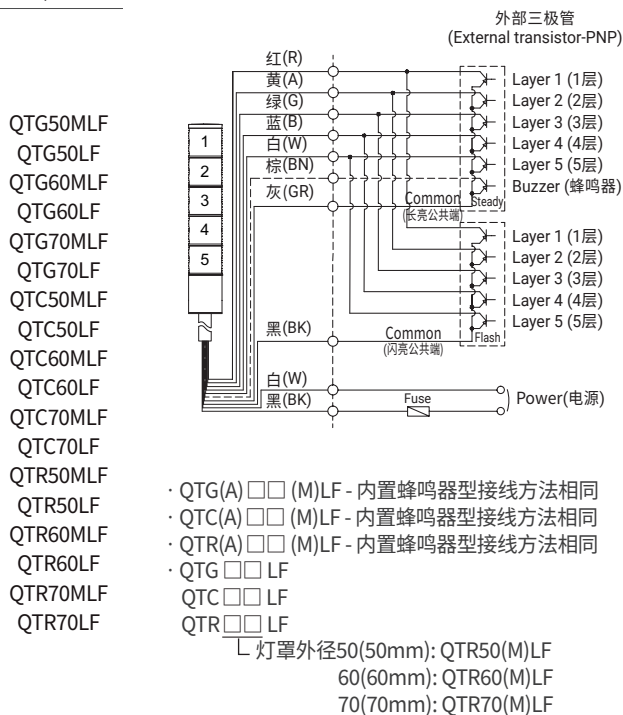 外部三极管
(External transistor-PNP)
红(R)
黄(A)
绿(G)
蓝(B)
白(W)
棕(BN)
灰(GR)
Common
(长亮公共端)
Steady
Layer 1 (1层)
Layer 2 (2层)
Layer 3 (3层)
Layer 4 (4层)
Layer 5 (5层)
Buzzer (蜂鸣器)
1
2
3
4
5
Layer 1 (1层)
Layer 2 (2层)
Layer 3 (3层)
Layer 4 (4层)
Layer 5 (5层)
黑(BK)
Common
(闪亮公共端)
Flash
白(W)
黑(BK)
Fuse
Power(电源)
QTG50MLF
QTG50LF
QTG60MLF
QTG60LF
QTG70MLF
QTG70LF
QTC50MLF
QTC50LF
QTC60MLF
QTC60LF
QTC70MLF
QTC70LF
QTR50MLF
QTR50LF
QTR60MLF
QTR60LF
QTR70MLF
QTR70LF
· QTG(A) □□ (M)LF - 内置蜂鸣器型接线方法相同
· QTC(A) □□ (M)LF - 内置蜂鸣器型接线方法相同
· QTR(A) □□ (M)LF - 内置蜂鸣器型接线方法相同
· QTG □□ LF
QTC □□ LF
QTR □□ LF
灯罩外径50(50mm): QTR50(M)LF
60(60mm): QTR60(M)LF
70(70mm): QTR70(M)LF